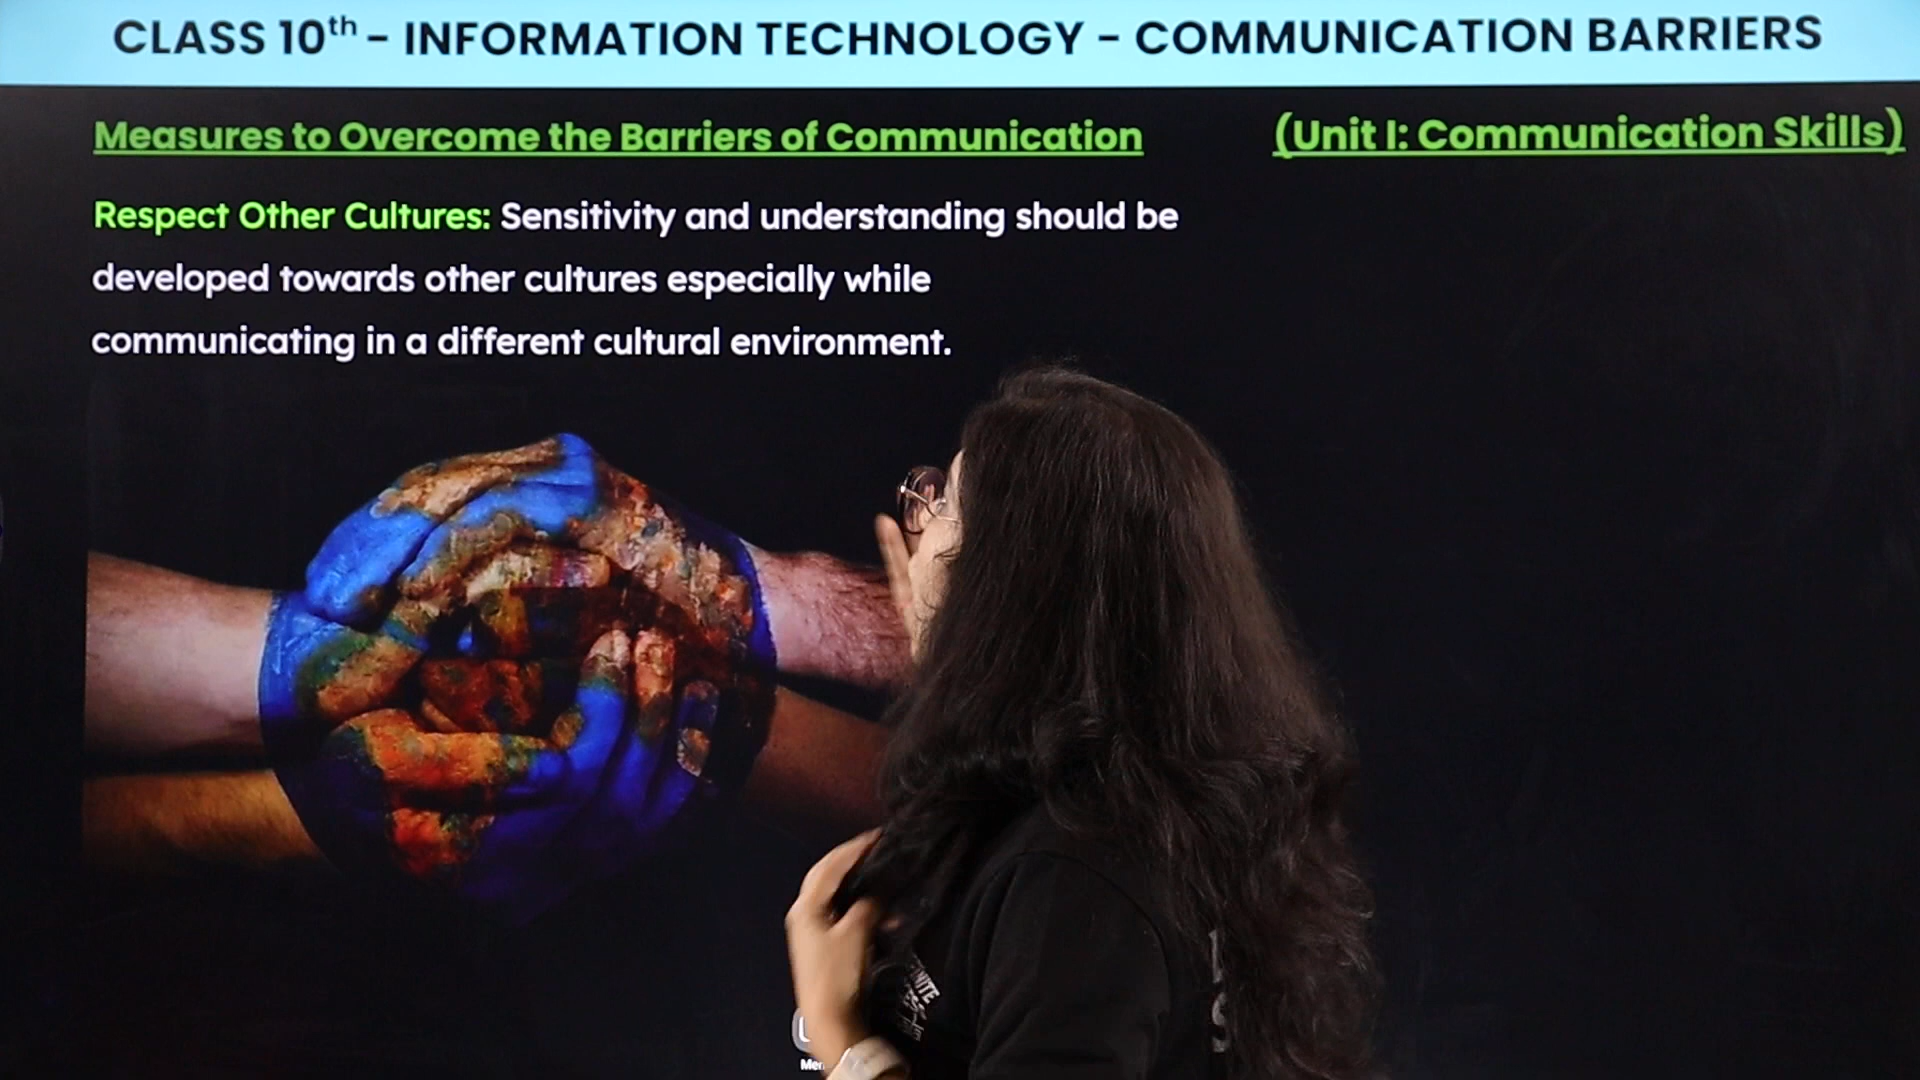 CLASS 10th - INFORMATION TECHNOLOGY - COMMUNICATION BARRIERS
Measures to Overcome the Barriers of Communication
(Unit I: Communication Skills)
Respect Other Cultures: Sensitivity and understanding should be
developed towards other cultures especially while
communicating in a different cultural environment.